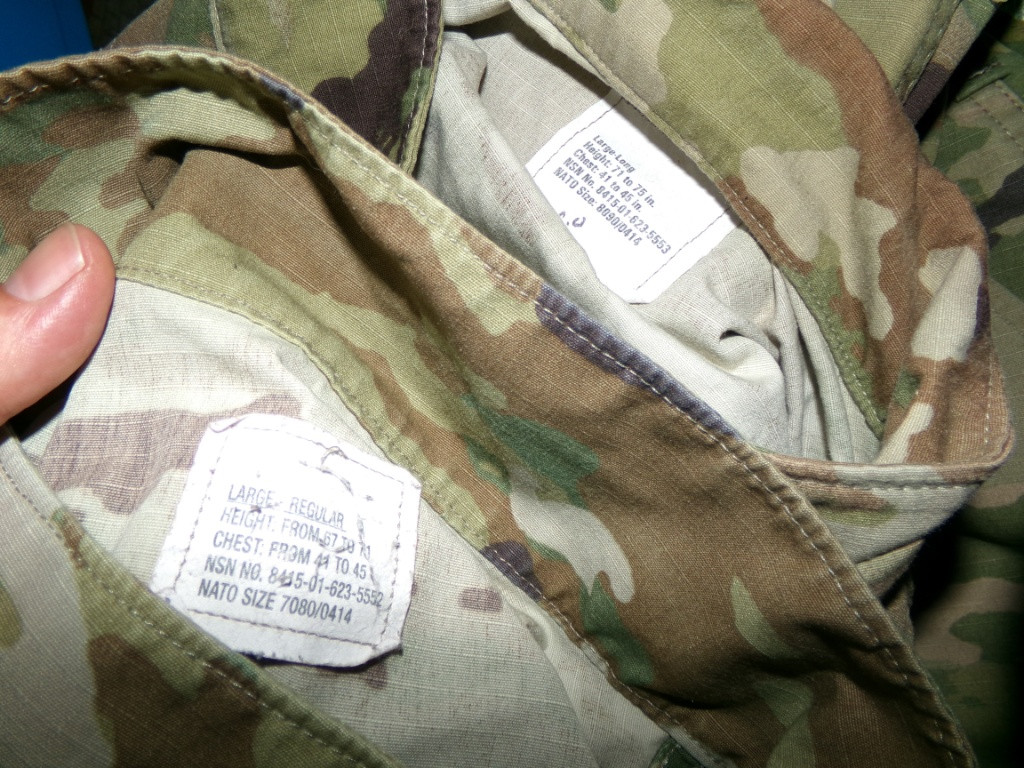 Large-Long
Height: 71 to 75 in.
Chest: 41 to 45 in.
NSN No. 8415-01-623-5553
NATO Size: 8090/0414
LARGE - REGULAR
HEIGHT: FROM 67 TO 71
CHEST: FROM 41 TO 45
NSN NO. 8415-01-623-5552
NATO SIZE 7080/0414